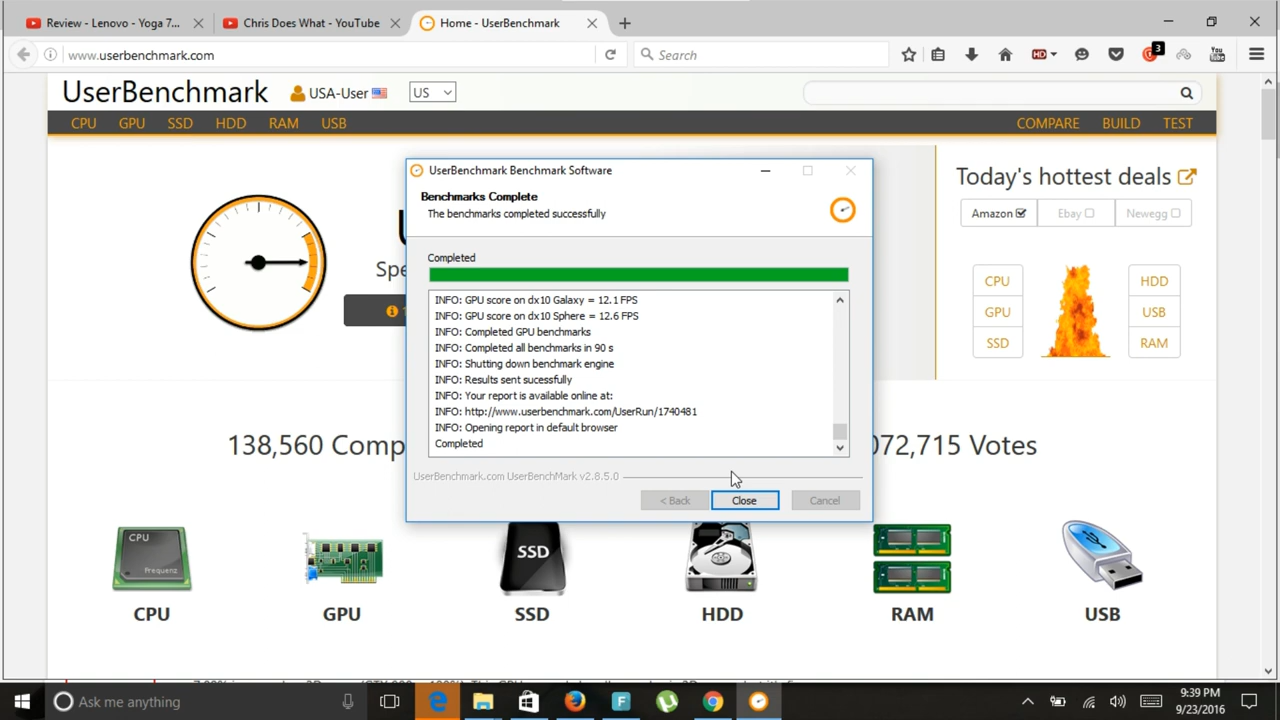 Review - Lenovo - Yoga 7...
Chris Does What - YouTube
Home - UserBenchmark
www.userbenchmark.com
Search
HD
3
You
Tube
UserBenchmark
USA-User
US
CPU GPU SSD HDD RAM USB
COMPARE BUILD TEST
Today's hottest deals
Amazon
Ebay
Newegg
CPU
GPU
SSD
HDD
USB
RAM
Spe
UserBenchmark Benchmark Software
Benchmarks Complete
The benchmarks completed successfully
Completed
INFO: GPU score on dx10 Galaxy = 12.1 FPS
INFO: GPU score on dx10 Sphere = 12.6 FPS
INFO: Completed GPU benchmarks
INFO: Completed all benchmarks in 90 s
INFO: Shutting down benchmark engine
INFO: Results sent sucessfully
INFO: Your report is available online at:
INFO: http://www.userbenchmark.com/UserRun/1740481
INFO: Opening report in default browser
Completed
UserBenchmark.com UserBenchMark v2.8.5.0
< Back
Close
Cancel
138,560 Comp
072,715 Votes
CPU
Frequenz
SSD
CPU
GPU
SSD
HDD
RAM
USB
Ask me anything
9:39 PM
9/23/2016